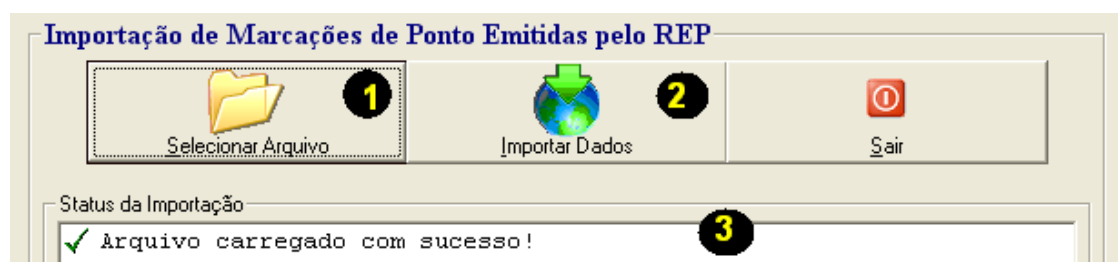 Importação de Marcações de Ponto Emitidas pelo REP
1 2
Selecionar Arquivo Importar Dados Sair
Status da Importação
3
Arquivo carregado com sucesso!